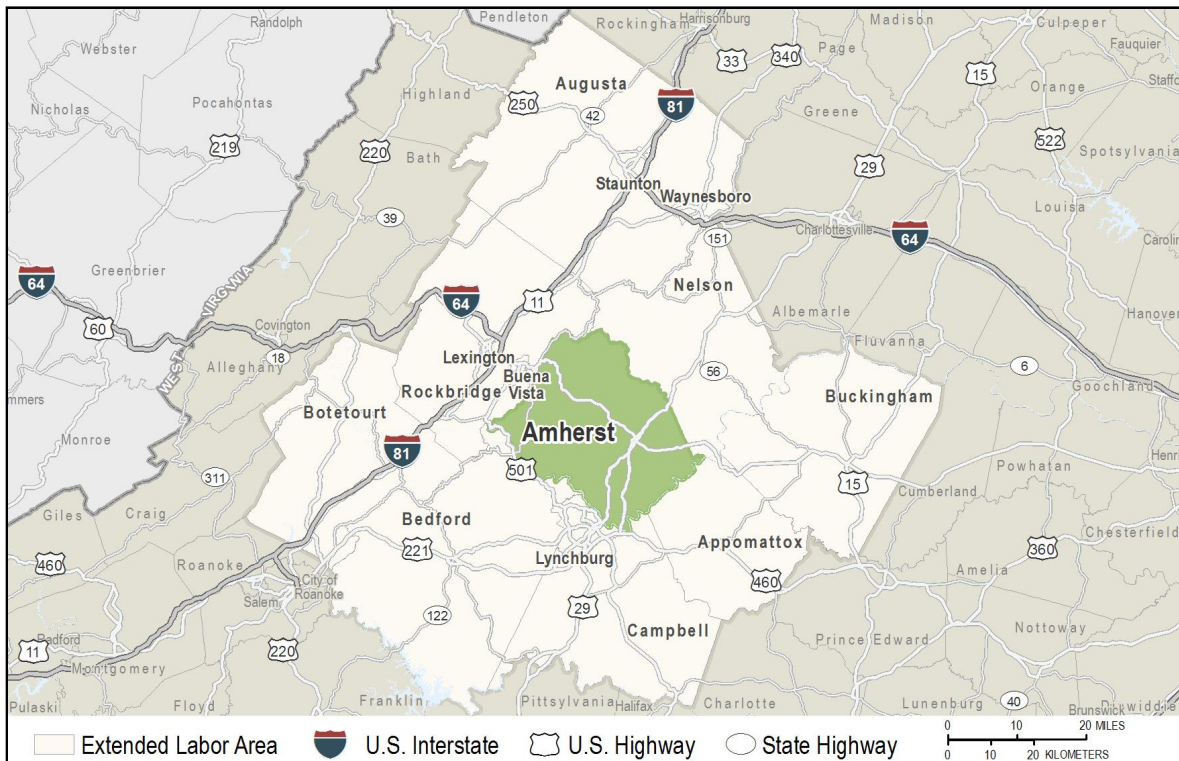 Webster
Randolph
Pendleton
Rockingham
Harrisonburg
Madison
Culpeper
Fauquier
Page
33
340
15
Stafford
Augusta
Highland
250
42
81
Nicholas
Pocahontas
219
220
Bath
Greene
Orange
522
Spotsylvania
29
Staunton
Waynesboro
Louisa
39
Charlottesville
151
64
Caroline
Greenbrier
64
WEST VIRGINIA
Nelson
60
64
11
Albemarle
Hanover
Covington
18
Alleghany
Lexington
Fluvanna
Buena
Vista
56
6
Goochland
Rockbridge
Botetourt
Buckingham
Amherst
Monroe
81
501
15
Powhatan
311
Cumberland
Giles
Craig
Chesterfield
Bedford
Appomattox
221
360
460
Lynchburg
Roanoke
City of
Roanoke
460
Amelia
Salem
122
29
Campbell
Radford
11
220
Prince Edward
Nottoway
Montgomery
Franklin
Pittsylvania
Halifax
Charlotte
Lunenburg
40
Brunswick
Pulaski
Floyd
Extended Labor Area
U.S. Interstate
U.S. Highway
State Highway
0 10 20 MILES
0 10 20 KILOMETERS